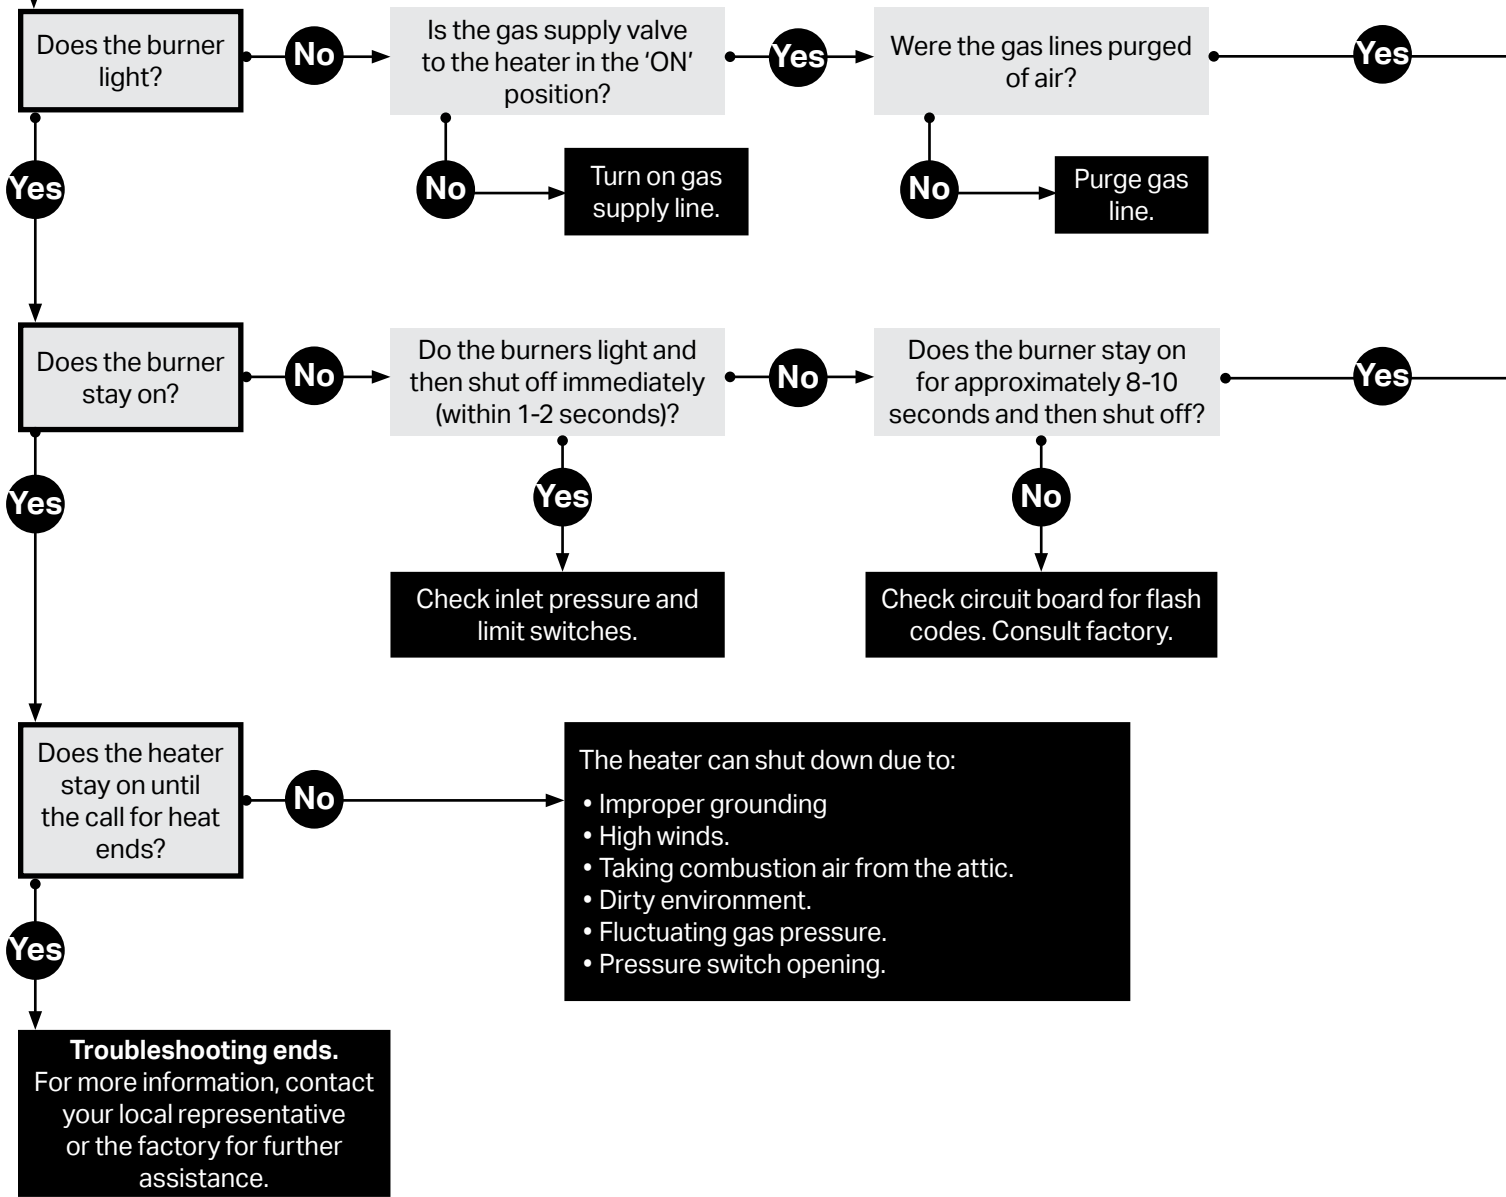 Does the burner
light?
No
Is the gas supply valve
to the heater in the ‘ON’
position?
Yes
Were the gas lines purged
of air?
Yes
Yes
No
Turn on gas
supply line.
No
Purge gas
line.
Does the burner
stay on?
No
Do the burners light and
then shut off immediately
(within 1-2 seconds)?
No
Does the burner stay on
for approximately 8-10
seconds and then shut off?
Yes
Yes
Yes
No
Check inlet pressure and
limit switches.
Check circuit board for flash
codes. Consult factory.
Does the heater
stay on until
the call for heat
ends?
No
The heater can shut down due to:
• Improper grounding
• High winds.
• Taking combustion air from the attic.
• Dirty environment.
• Fluctuating gas pressure.
• Pressure switch opening.
Yes
Troubleshooting ends.
For more information, contact
your local representative
or the factory for further
assistance.